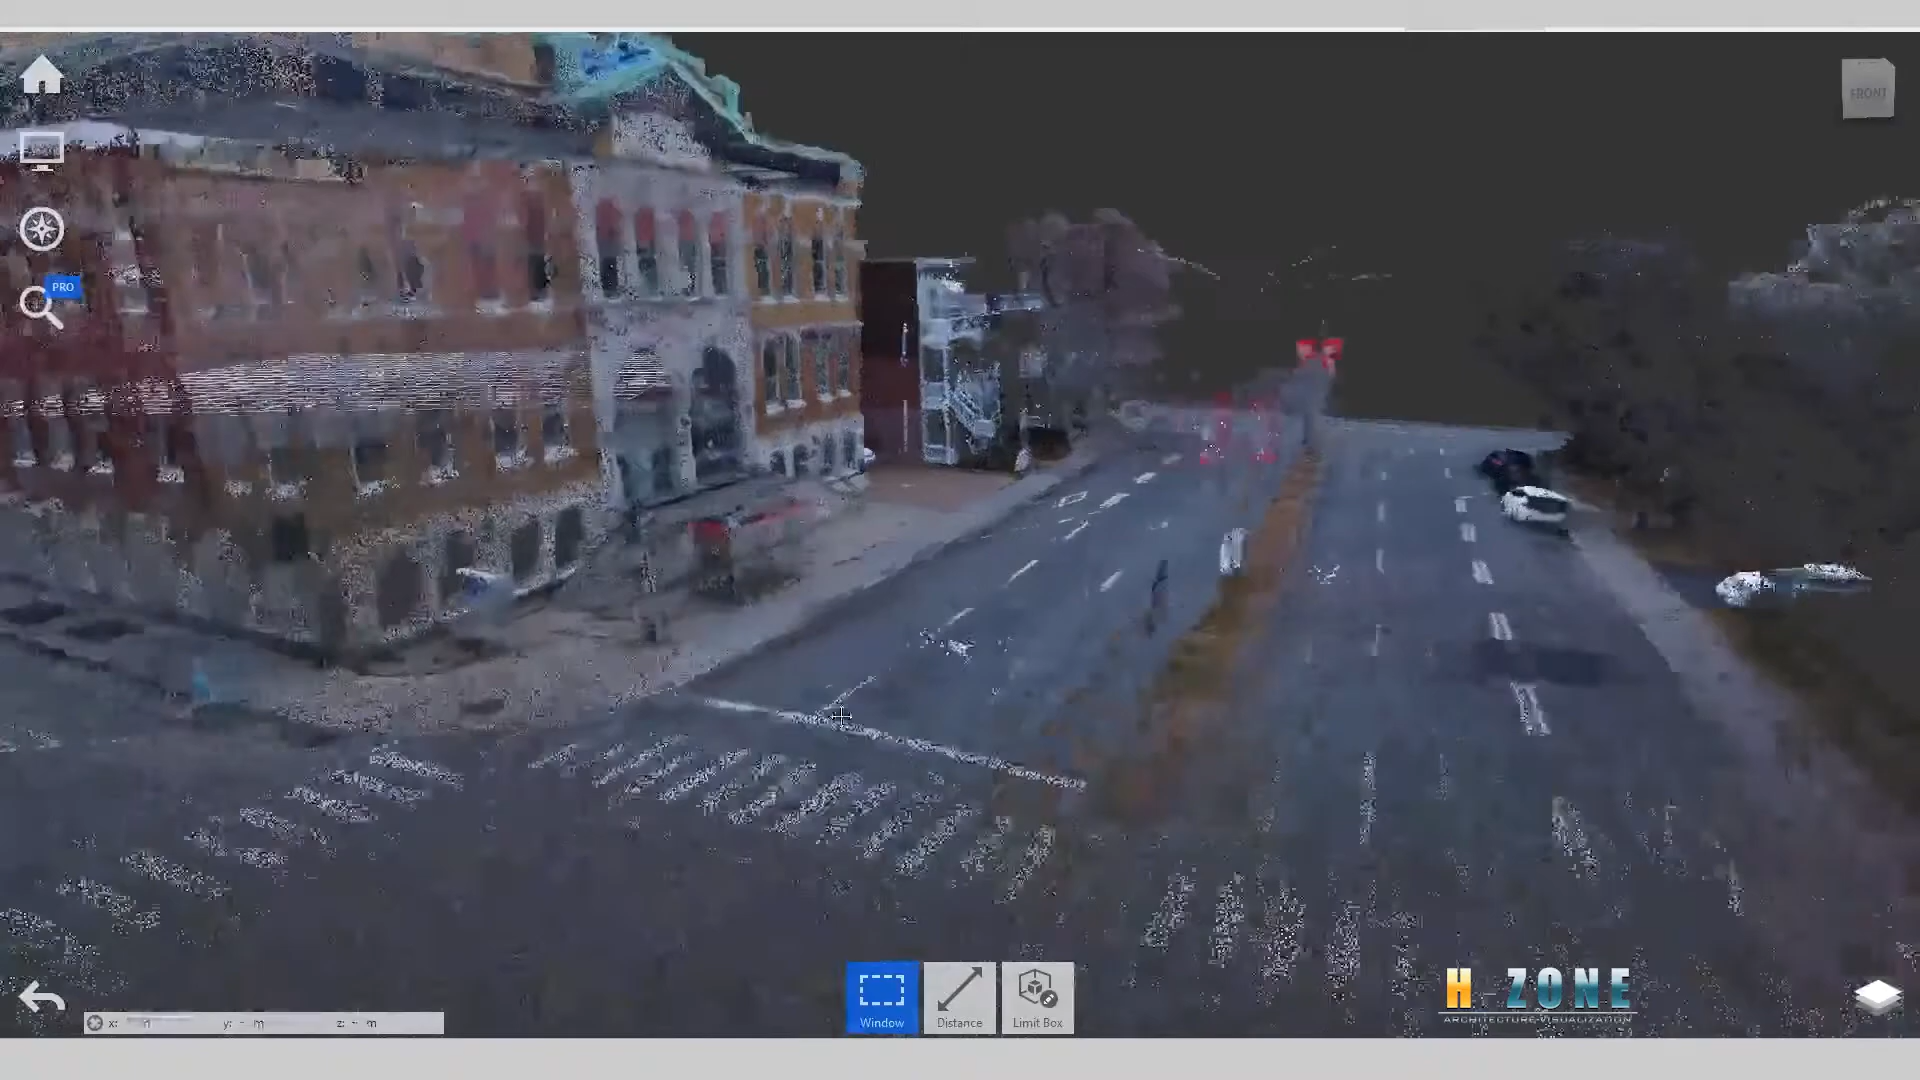 FRONT
PRO
Window
Distance
Limit Box
x:
y: - m
z: - m
H-ZONE
ARCHITECTURE VISUALIZATION